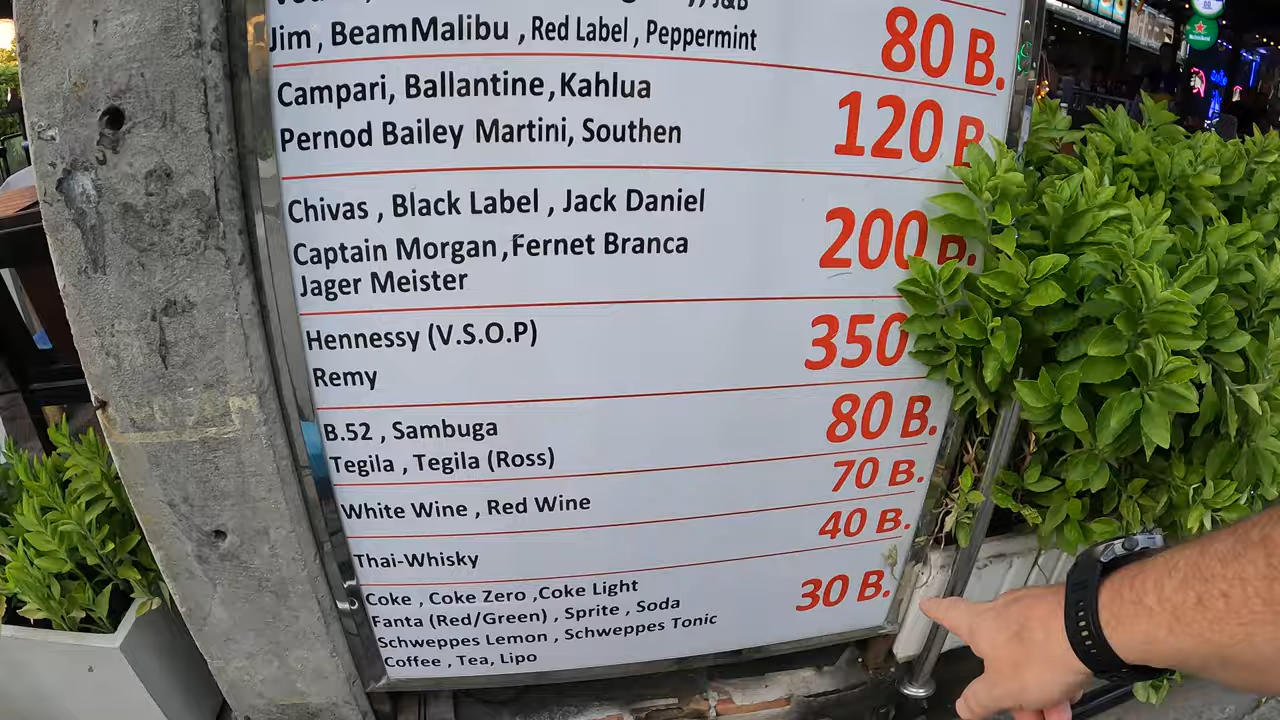 J&B
Jim , BeamMalibu , Red Label , Peppermint
80 B.
Campari, Ballantine,Kahlua
Pernod Bailey Martini, Southen
120 B
Chivas , Black Label , Jack Daniel
Captain Morgan,Fernet Branca
Jager Meister
200 B.
Hennessy (V.S.O.P)
Remy
350
B.52 , Sambuga
Tegila , Tegila (Ross)
80 B.
White Wine , Red Wine
70 B.
Thai-Whisky
40 B.
Coke , Coke Zero ,Coke Light
Fanta (Red/Green) , Sprite , Soda
Schweppes Lemon , Schweppes Tonic
Coffee , Tea, Lipo
30 B.